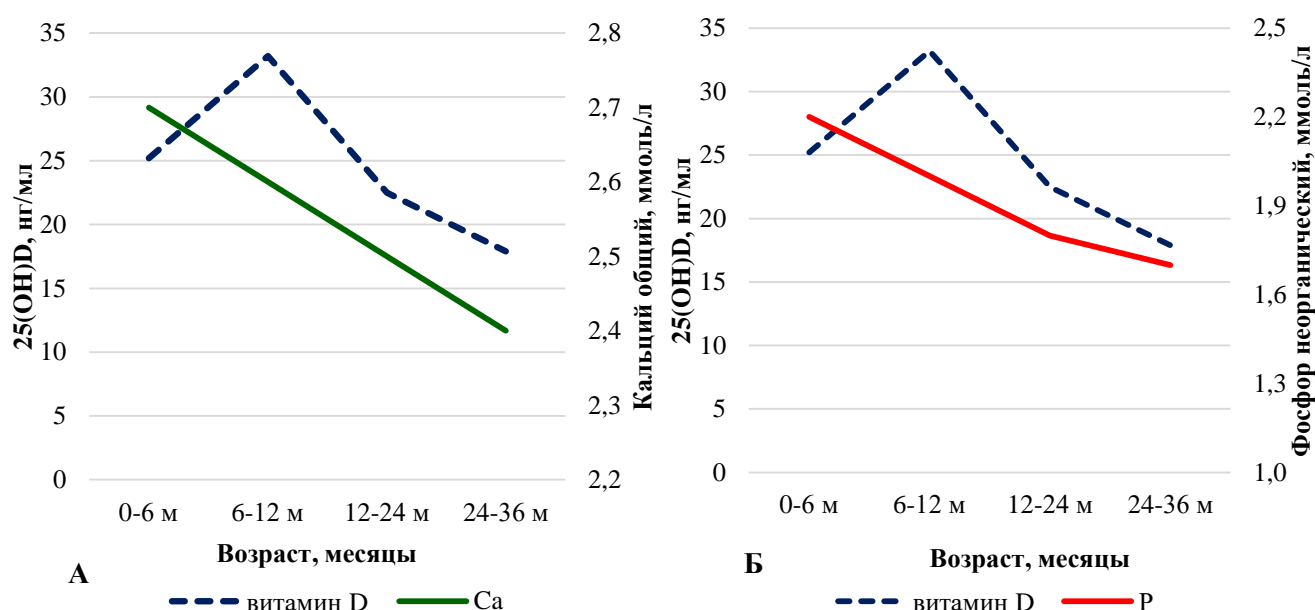 35
30
25
20
15
10
5
0
25(OH)D, нг/мл
2,8
2,7
2,6
2,5
2,4
2,3
2,2
Кальций общий, ммоль/л
0-6 м 6-12 м 12-24 м 24-36 м
Возраст, месяцы
А
витамин D Ca
35
30
25
20
15
10
5
0
25(OH)D, нг/мл
2,5
2,2
1,9
1,6
1,3
1,0
Фосфор неорганический, ммоль/л
0-6 м 6-12 м 12-24 м 24-36 м
Возраст, месяцы
Б
витамин D P